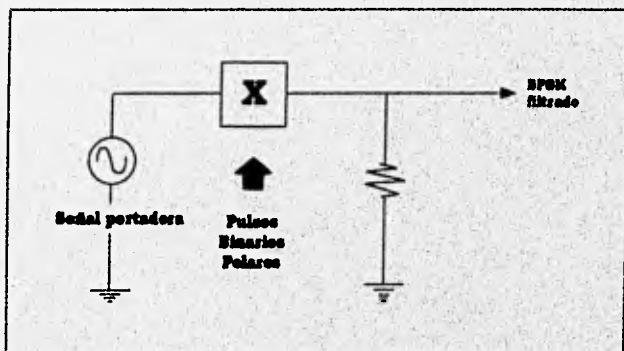 X
BPSK
filtrado
Señal portadora
Pulsos
Binarios
Polares